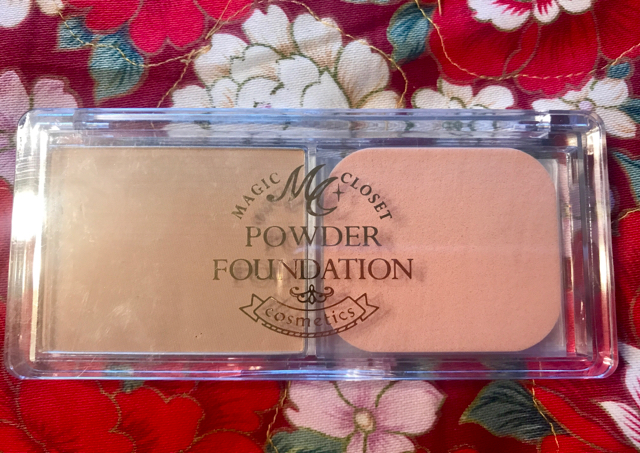 MAGIC CLOSET
MC
POWDER
FOUNDATION
cosmetics